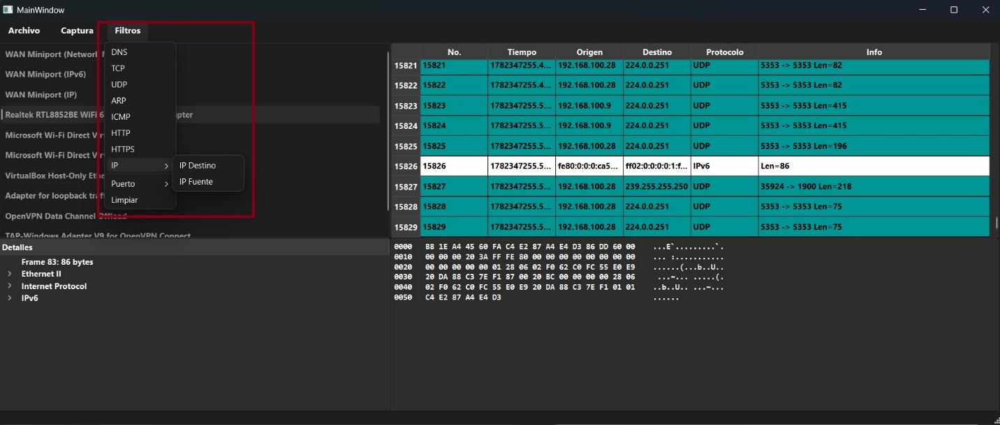 MainWindow
Archivo Captura Filtros
WAN Miniport (Network
WAN Miniport (IPv6)
WAN Miniport (IP)
Realtek RTL8852BE WiFi 6 apter
Microsoft Wi-Fi Direct Virt
Microsoft Wi-Fi Direct Virt
VirtualBox Host-Only Ethe
Adapter for loopback traf
OpenVPN Data Channel Offload
TAP-Windows Adapter V9 for OpenVPN Connect
DNS
TCP
UDP
ARP
ICMP
HTTP
HTTPS
IP
Puerto
Limpiar
IP Destino
IP Fuente
No. Tiempo Origen Destino Protocolo Info
15821 15821 1782347255.4... 192.168.100.28 224.0.0.251 UDP 5353 -> 5353 Len=82
15822 15822 1782347255.4... 192.168.100.28 224.0.0.251 UDP 5353 -> 5353 Len=82
15823 15823 1782347255.5... 192.168.100.9 224.0.0.251 UDP 5353 -> 5353 Len=415
15824 15824 1782347255.5... 192.168.100.9 224.0.0.251 UDP 5353 -> 5353 Len=415
15825 15825 1782347255.5... 192.168.100.28 224.0.0.251 UDP 5353 -> 5353 Len=196
15826 15826 1782347255.5... fe80:0:0:0:ca5... ff02:0:0:0:0:1:f... IPv6 Len=86
15827 15827 1782347255.5... 192.168.100.28 239.255.255.250 UDP 35924 -> 1900 Len=218
15828 15828 1782347255.5... 192.168.100.28 224.0.0.251 UDP 5353 -> 5353 Len=75
15829 15829 1782347255.5... 192.168.100.28 224.0.0.251 UDP 5353 -> 5353 Len=75
Detalles
Frame 83: 86 bytes
Ethernet II
Internet Protocol
IPv6
0000 B8 1E A4 45 60 FA C4 E2 87 A4 E4 D3 86 DD 60 00 ...E`.........`.
0010 00 00 00 20 3A FF FE 80 00 00 00 00 00 00 00 00 ... :...........
0020 00 00 00 00 00 01 28 06 02 F0 62 C0 FC 55 E0 E9 ......(...b..U..
0030 20 DA 88 C3 7E F1 87 00 20 BC 00 00 00 00 28 06 ...~... .....(.
0040 02 F0 62 C0 FC 55 E0 E9 20 DA 88 C3 7E F1 01 01 ..b..U.. ...~...
0050 C4 E2 87 A4 E4 D3 ......